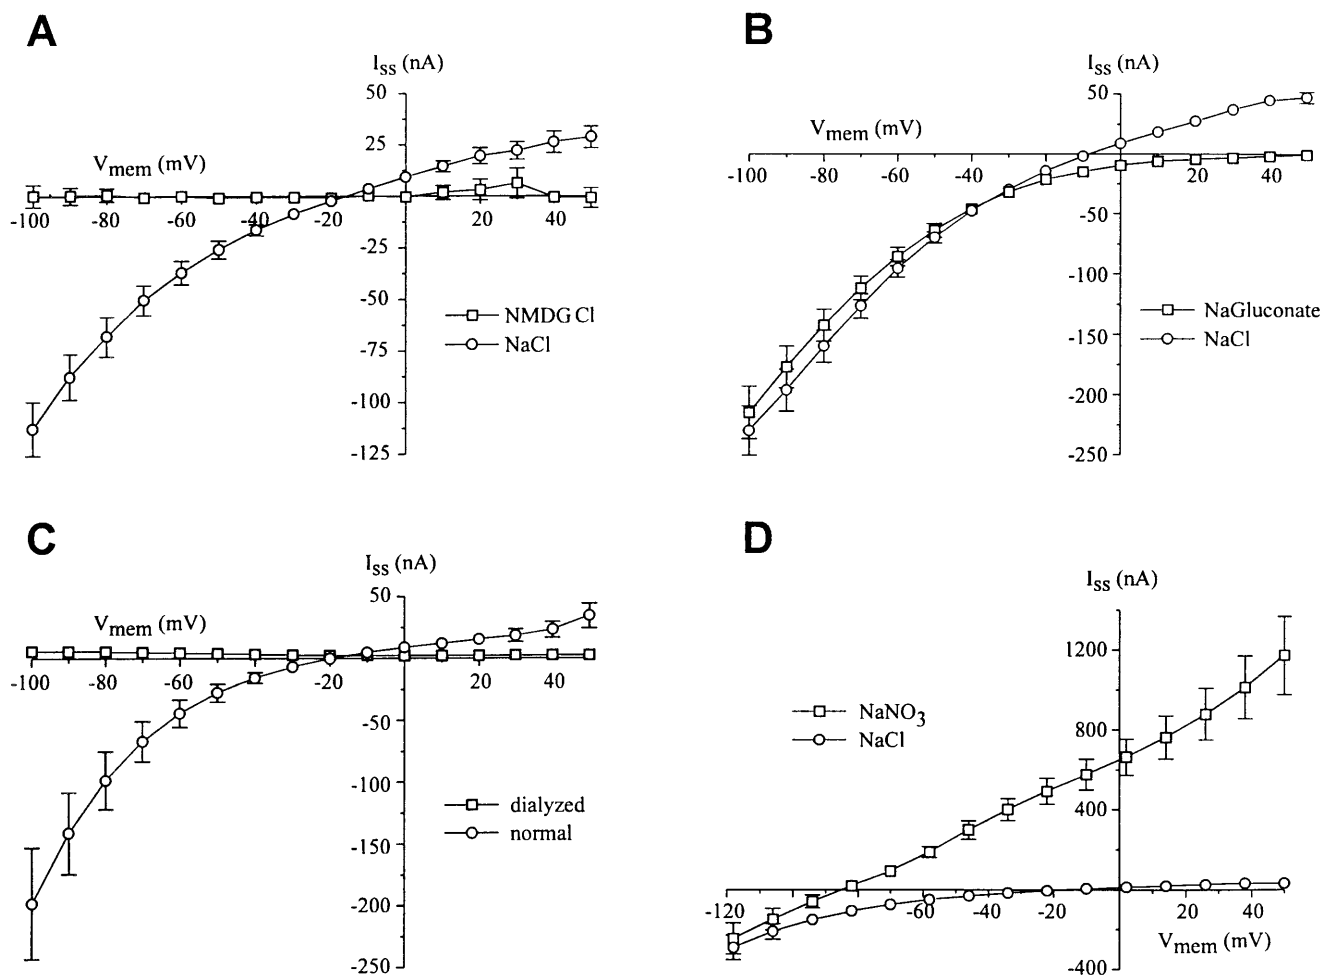 A
I_ss (nA)
50
25
V_mem (mV)
-100 -80 -60 -40 -20 20 40
-25
-50
-75
-100
-125
NMDG Cl
NaCl
B
I_ss (nA)
50
V_mem (mV)
-100 -80 -60 -40 -20 20 40
-50
-100
-150
-200
-250
NaGluconate
NaCl
C
I_ss (nA)
50
V_mem (mV)
-100 -80 -60 -40 -20 20 40
-50
-100
-150
-200
-250
dialyzed
normal
D
I_ss (nA)
1200
800
400
NaNO3
NaCl
-120 -60 -20 20 40
V_mem (mV)
-400